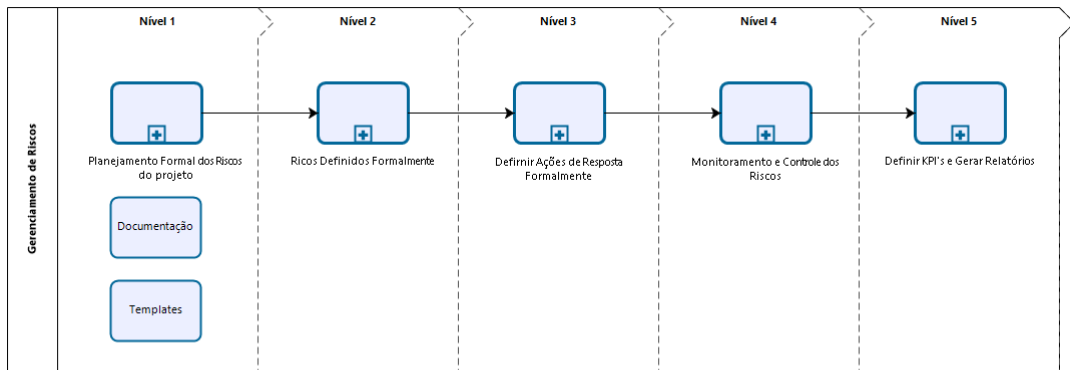 Nível 1
Nível 2
Nível 3
Nível 4
Nível 5
Gerenciamento de Riscos
Planejamento Formal dos Riscos
do projeto
Ricos Definidos Formalmente
Defirnir Ações de Resposta
Formalmente
Monitoramento e Controle dos
Riscos
Definir KPI's e Gerar Relatórios
Documentação
Templates